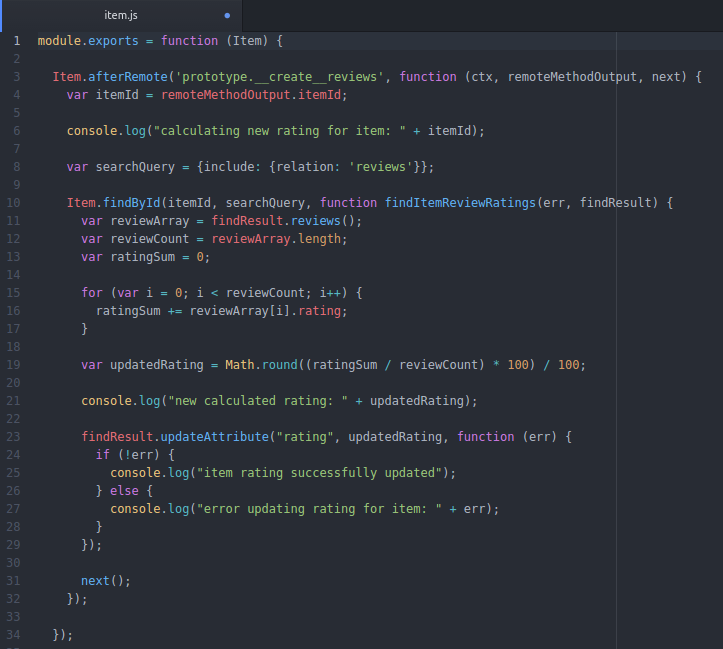 item.js
1 module.exports = function (Item) {
2
3   Item.afterRemote('prototype.__create__reviews', function (ctx, remoteMethodOutput, next) {
4     var itemId = remoteMethodOutput.itemId;
5
6     console.log("calculating new rating for item: " + itemId);
7
8     var searchQuery = {include: {relation: 'reviews'}};
9
10     Item.findById(itemId, searchQuery, function findItemReviewRatings(err, findResult) {
11       var reviewArray = findResult.reviews();
12       var reviewCount = reviewArray.length;
13       var ratingSum = 0;
14
15       for (var i = 0; i < reviewCount; i++) {
16         ratingSum += reviewArray[i].rating;
17       }
18
19       var updatedRating = Math.round((ratingSum / reviewCount) * 100) / 100;
20
21       console.log("new calculated rating: " + updatedRating);
22
23       findResult.updateAttribute("rating", updatedRating, function (err) {
24         if (!err) {
25           console.log("item rating successfully updated");
26         } else {
27           console.log("error updating rating for item: " + err);
28         }
29       });
30
31       next();
32     });
33
34   });